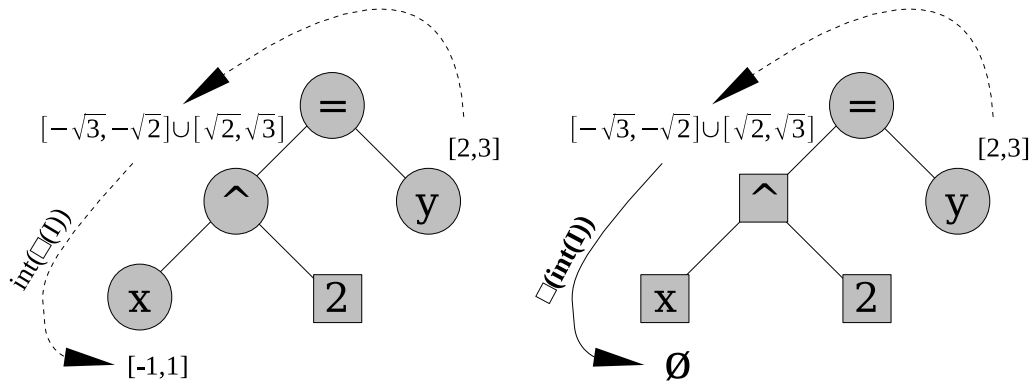 =
[-√3,-√2]∪[√2,√3]
[2,3]
^
y
int(□(I))
x
2
[-1,1]
=
[-√3,-√2]∪[√2,√3]
[2,3]
^
y
□(int(I))
x
2
Ø